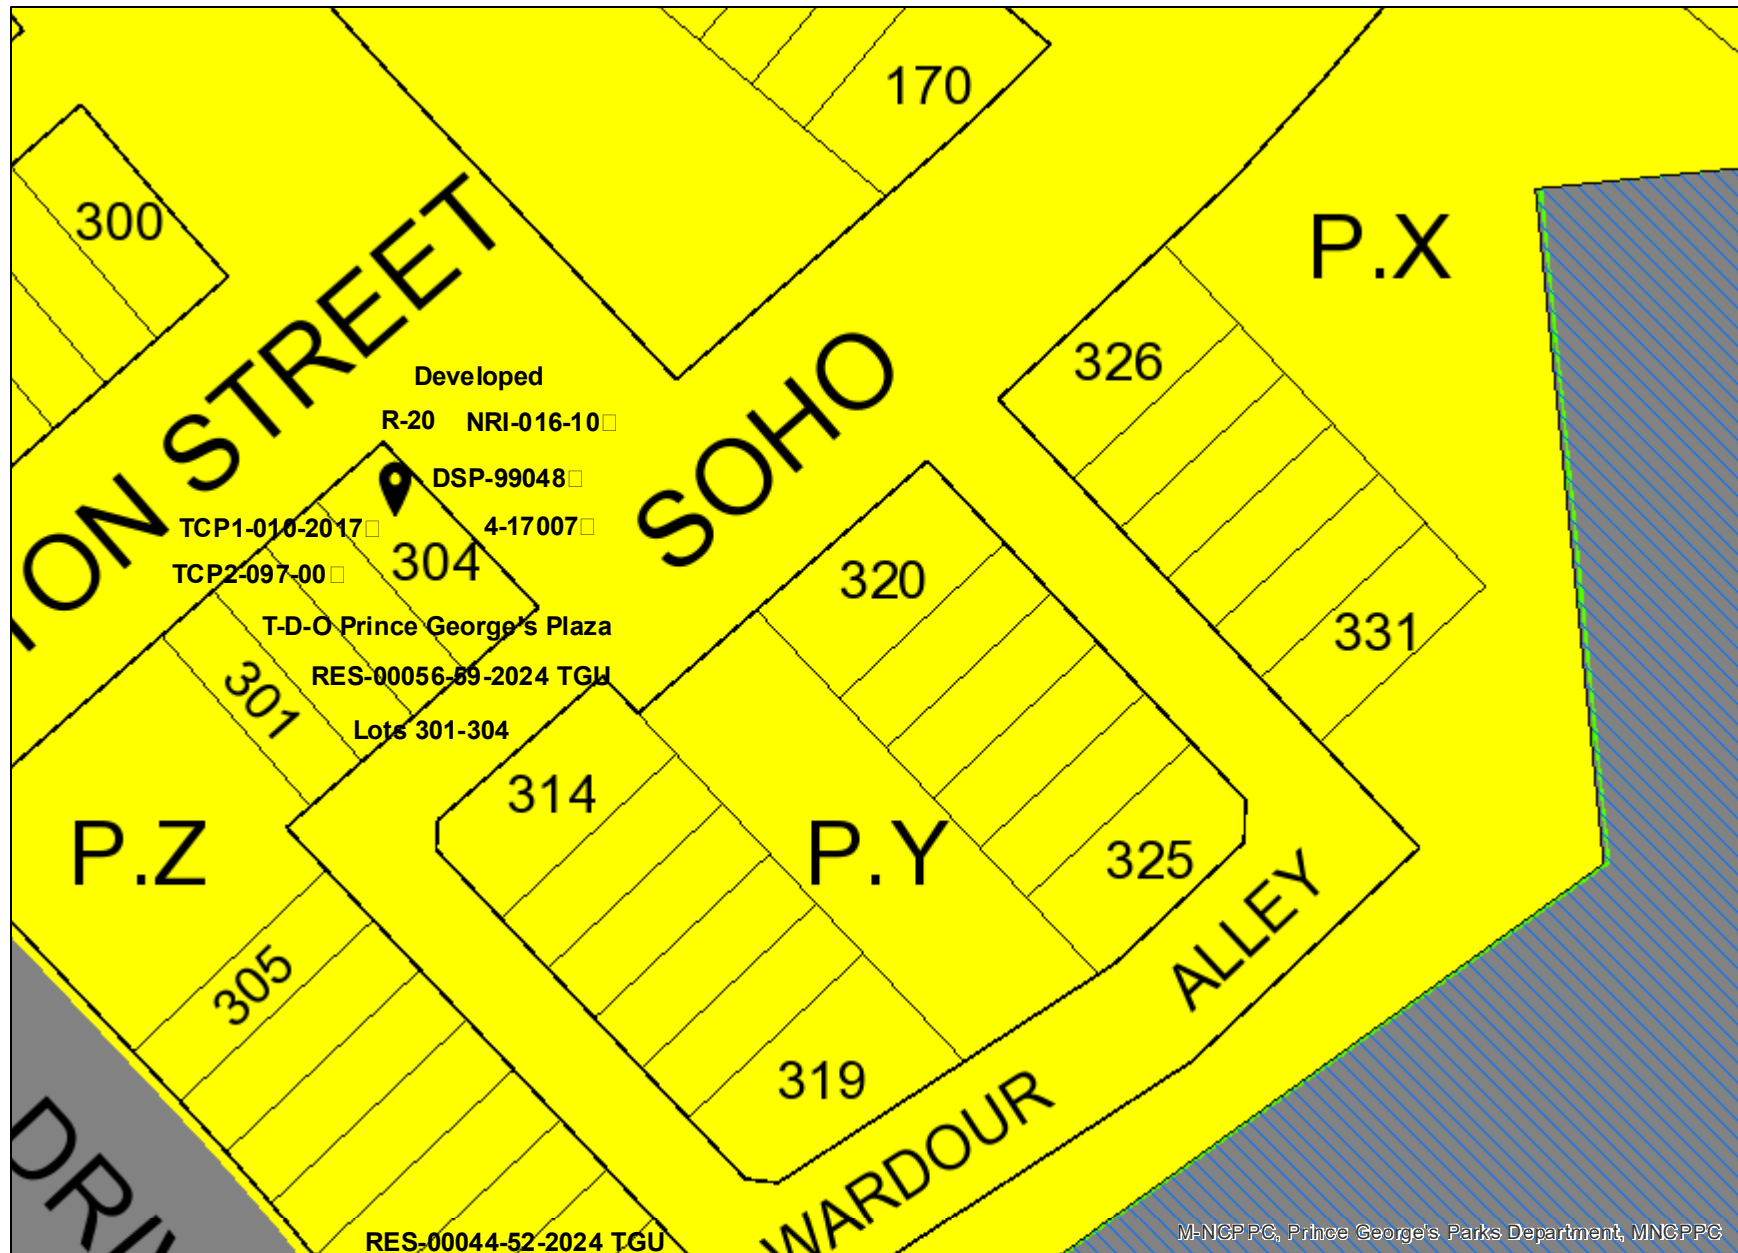 170
300
P.X
TON STREET
SOHO
326
Developed
R-20 NRI-016-10□
DSP-99048□
TCP1-010-2017□ 4-17007□
304
TCP2-097-00□
320
T-D-O Prince George's Plaza
331
RES-00056-59-2024 TGU
301
Lots 301-304
314
P.Z
P.Y
325
ALLEY
305
319
WARDOUR
RES-00044-52-2024 TGU
M-NCPPC, Prince George's Parks Department, MNCPPC